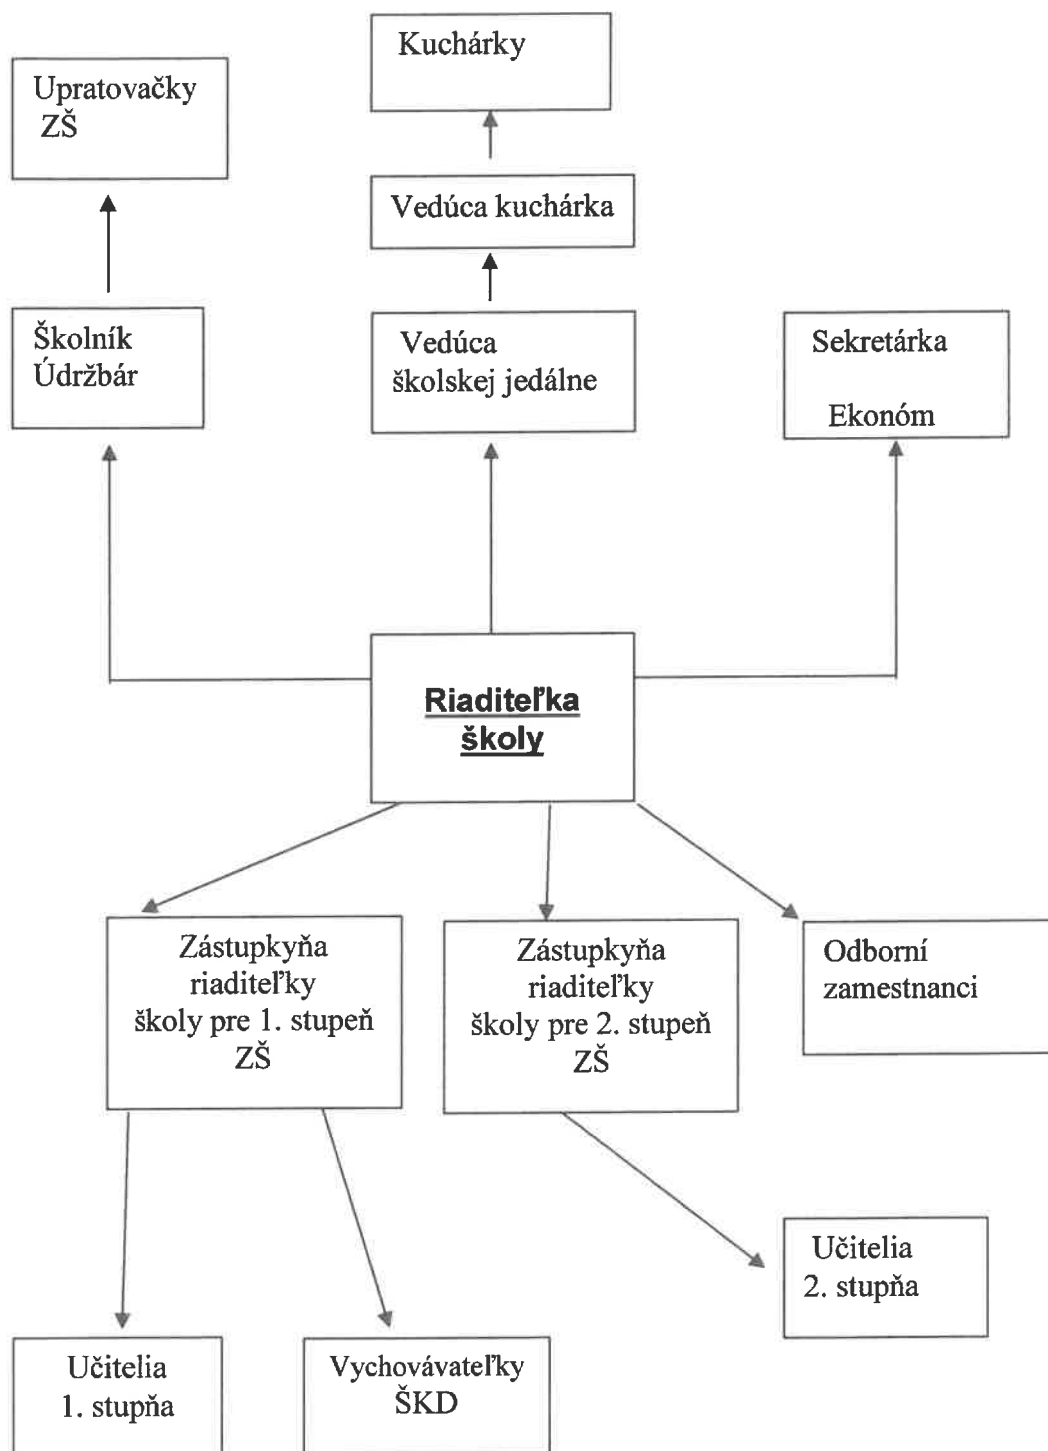 Kuchárky
Upratovačky
ZŠ
Vedúca kuchárka
Školník
Údržbár
Vedúca
školskej jedálne
Sekretárka
Ekonóm
Riaditeľka
školy
Zástupkyňa
riaditeľky
školy pre 1. stupeň
ZŠ
Zástupkyňa
riaditeľky
školy pre 2. stupeň
ZŠ
Odborní
zamestnanci
Učitelia
2. stupňa
Učitelia
1. stupňa
Vychovávateľky
ŠKD